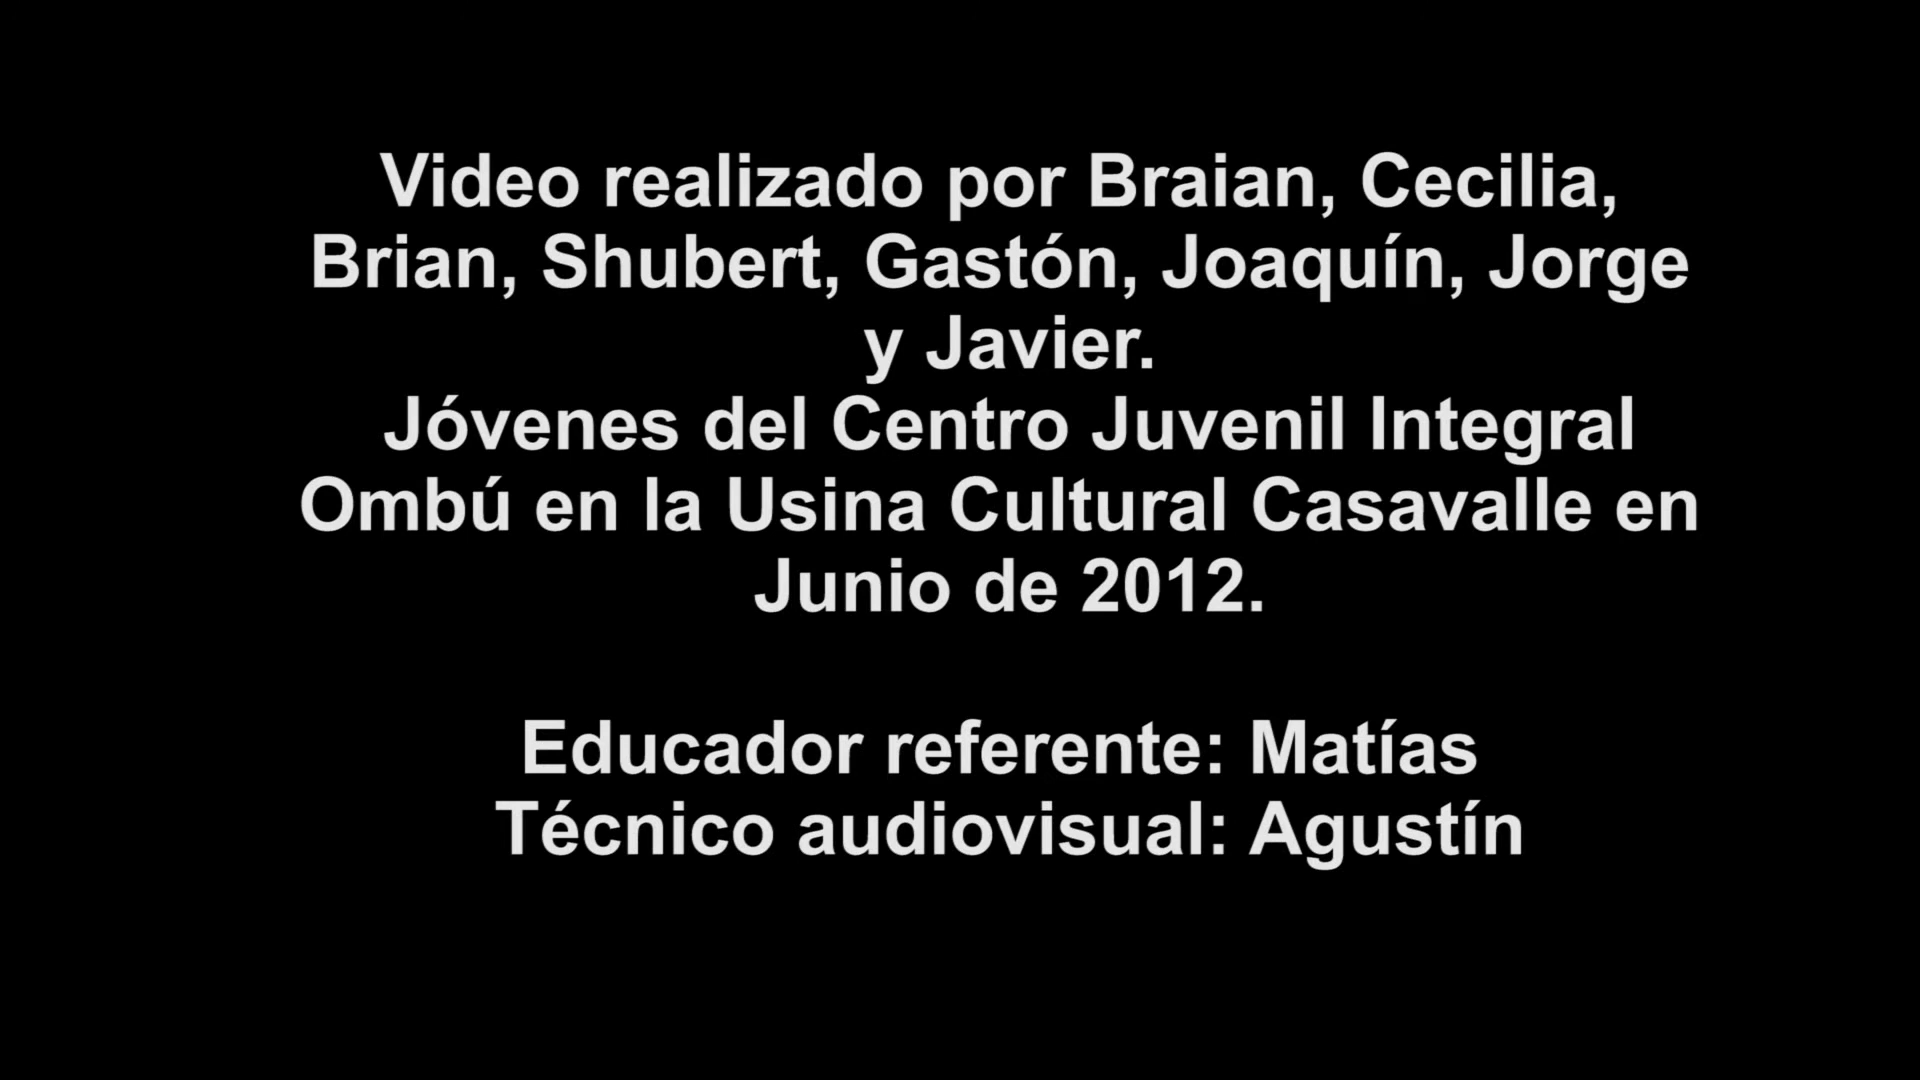 Video realizado por Braian, Cecilia,
Brian, Shubert, Gastón, Joaquín, Jorge
y Javier.
Jóvenes del Centro Juvenil Integral
Ombú en la Usina Cultural Casavalle en
Junio de 2012.
Educador referente: Matías
Técnico audiovisual: Agustín